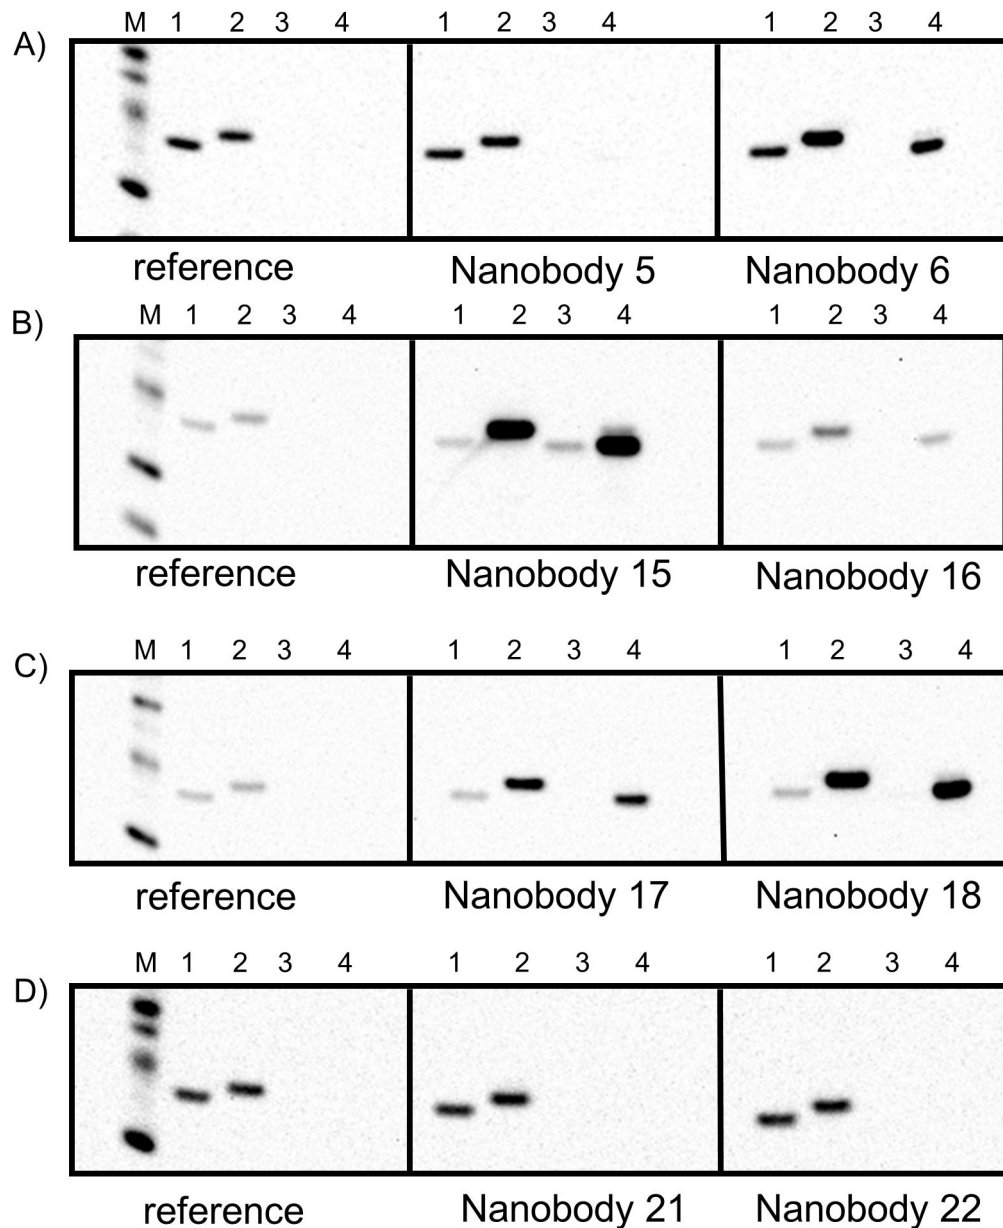 M 1 2 3 4 1 2 3 4 1 2 3 4
A)
reference Nanobody 5 Nanobody 6
M 1 2 3 4 1 2 3 4 1 2 3 4
B)
reference Nanobody 15 Nanobody 16
M 1 2 3 4 1 2 3 4 1 2 3 4
C)
reference Nanobody 17 Nanobody 18
M 1 2 3 4 1 2 3 4 1 2 3 4
D)
reference Nanobody 21 Nanobody 22